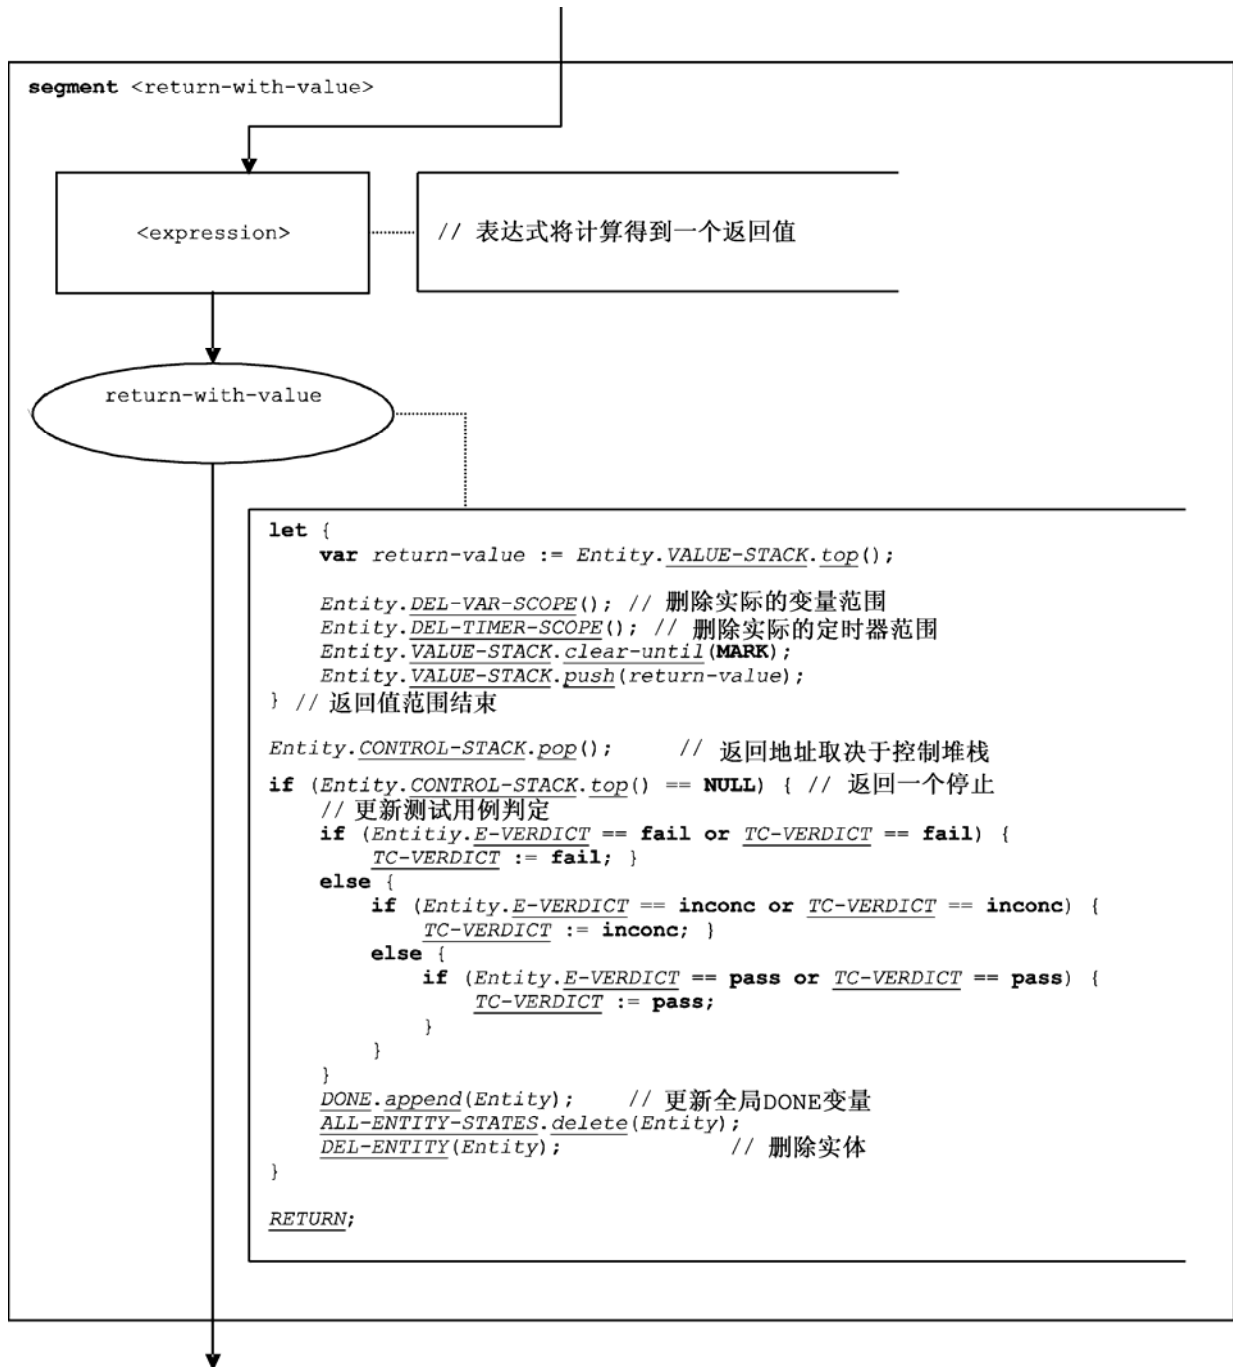 segment <return-with-value>
<expression>
// 表达式将计算得到一个返回值
return-with-value
let {
var return-value := Entity.VALUE-STACK.top();
Entity.DEL-VAR-SCOPE(); // 删除实际的变量范围
Entity.DEL-TIMER-SCOPE(); // 删除实际的定时器范围
Entity.VALUE-STACK.clear-until(MARK);
Entity.VALUE-STACK.push(return-value);
} // 返回值范围结束
Entity.CONTROL-STACK.pop(); // 返回地址取决于控制堆栈
if (Entity.CONTROL-STACK.top() == NULL) { // 返回一个停止
// 更新测试用例判定
if (Entitiy.E-VERDICT == fail or TC-VERDICT == fail) {
TC-VERDICT := fail; }
else {
if (Entity.E-VERDICT == inconc or TC-VERDICT == inconc) {
TC-VERDICT := inconc; }
else {
if (Entity.E-VERDICT == pass or TC-VERDICT == pass) {
TC-VERDICT := pass;
}
}
}
DONE.append(Entity); // 更新全局DONE变量
ALL-ENTITY-STATES.delete(Entity);
DEL-ENTITY(Entity); // 删除实体
}
RETURN;